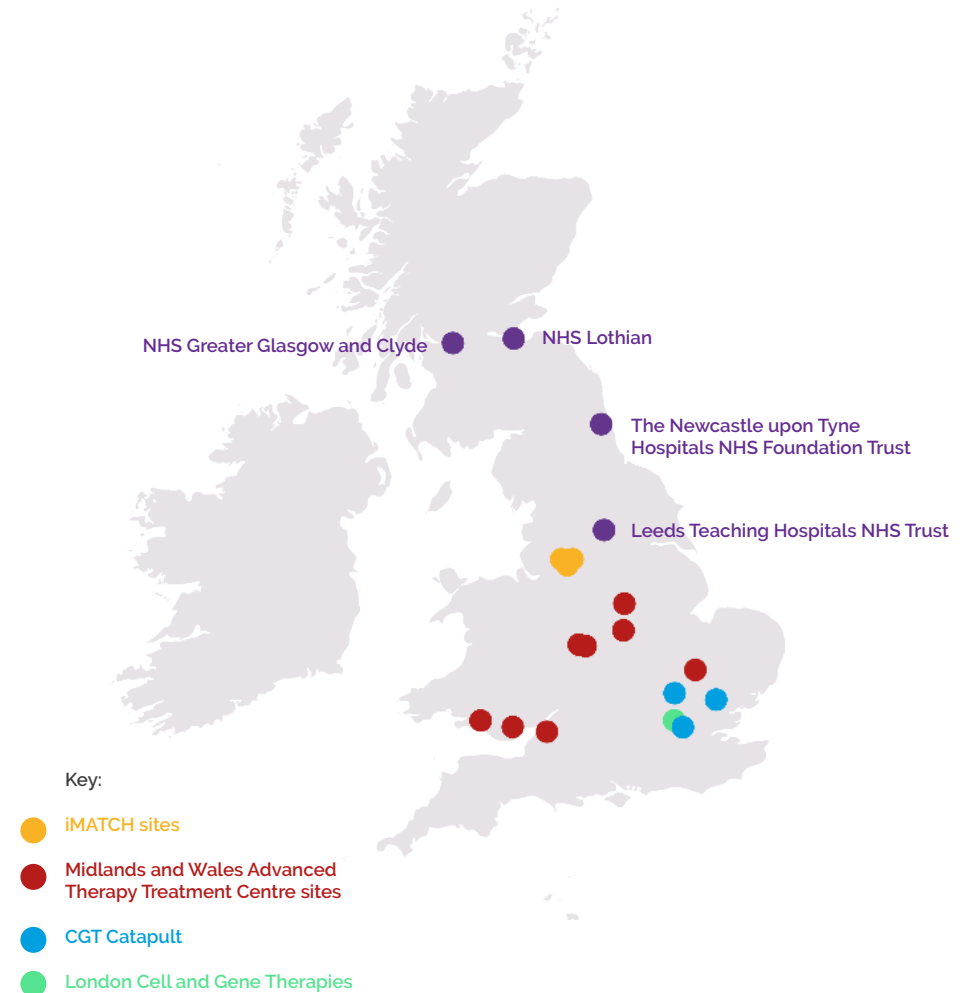 NHS Greater Glasgow and Clyde
NHS Lothian
The Newcastle upon Tyne
Hospitals NHS Foundation Trust
Leeds Teaching Hospitals NHS Trust
Key:
iMATCH sites
Midlands and Wales Advanced
Therapy Treatment Centre sites
CGT Catapult
London Cell and Gene Therapies